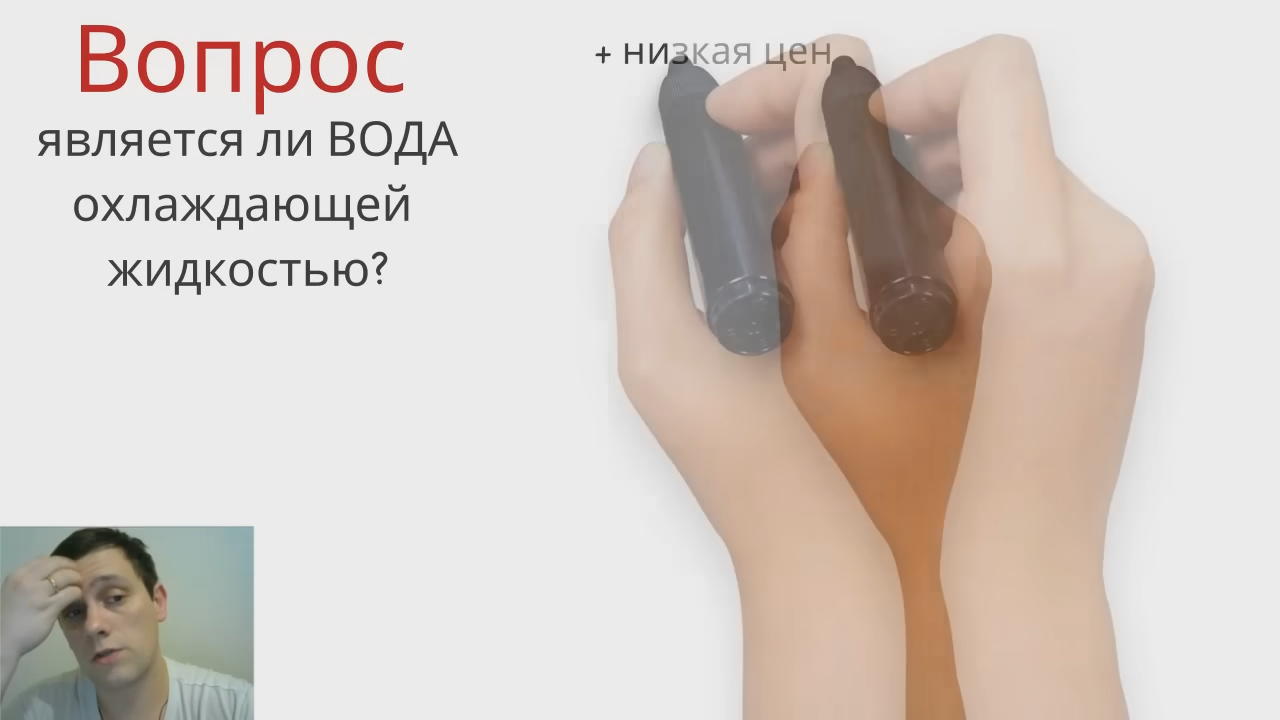 Вопрос
является ли ВОДА
охлаждающей
жидкостью?
+ низкая цен